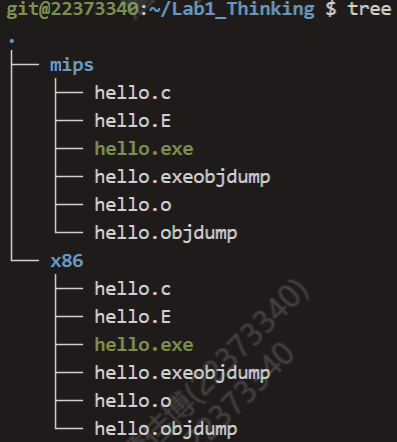 git@22373340:~/Lab1_Thinking $ tree
.
├── mips
│   ├── hello.c
│   ├── hello.E
│   ├── hello.exe
│   ├── hello.exeobjdump
│   ├── hello.o
│   └── hello.objdump
└── x86
    ├── hello.c
    ├── hello.E
    ├── hello.exe
    ├── hello.exeobjdump
    ├── hello.o
    └── hello.objdump
(22373340)
22373340